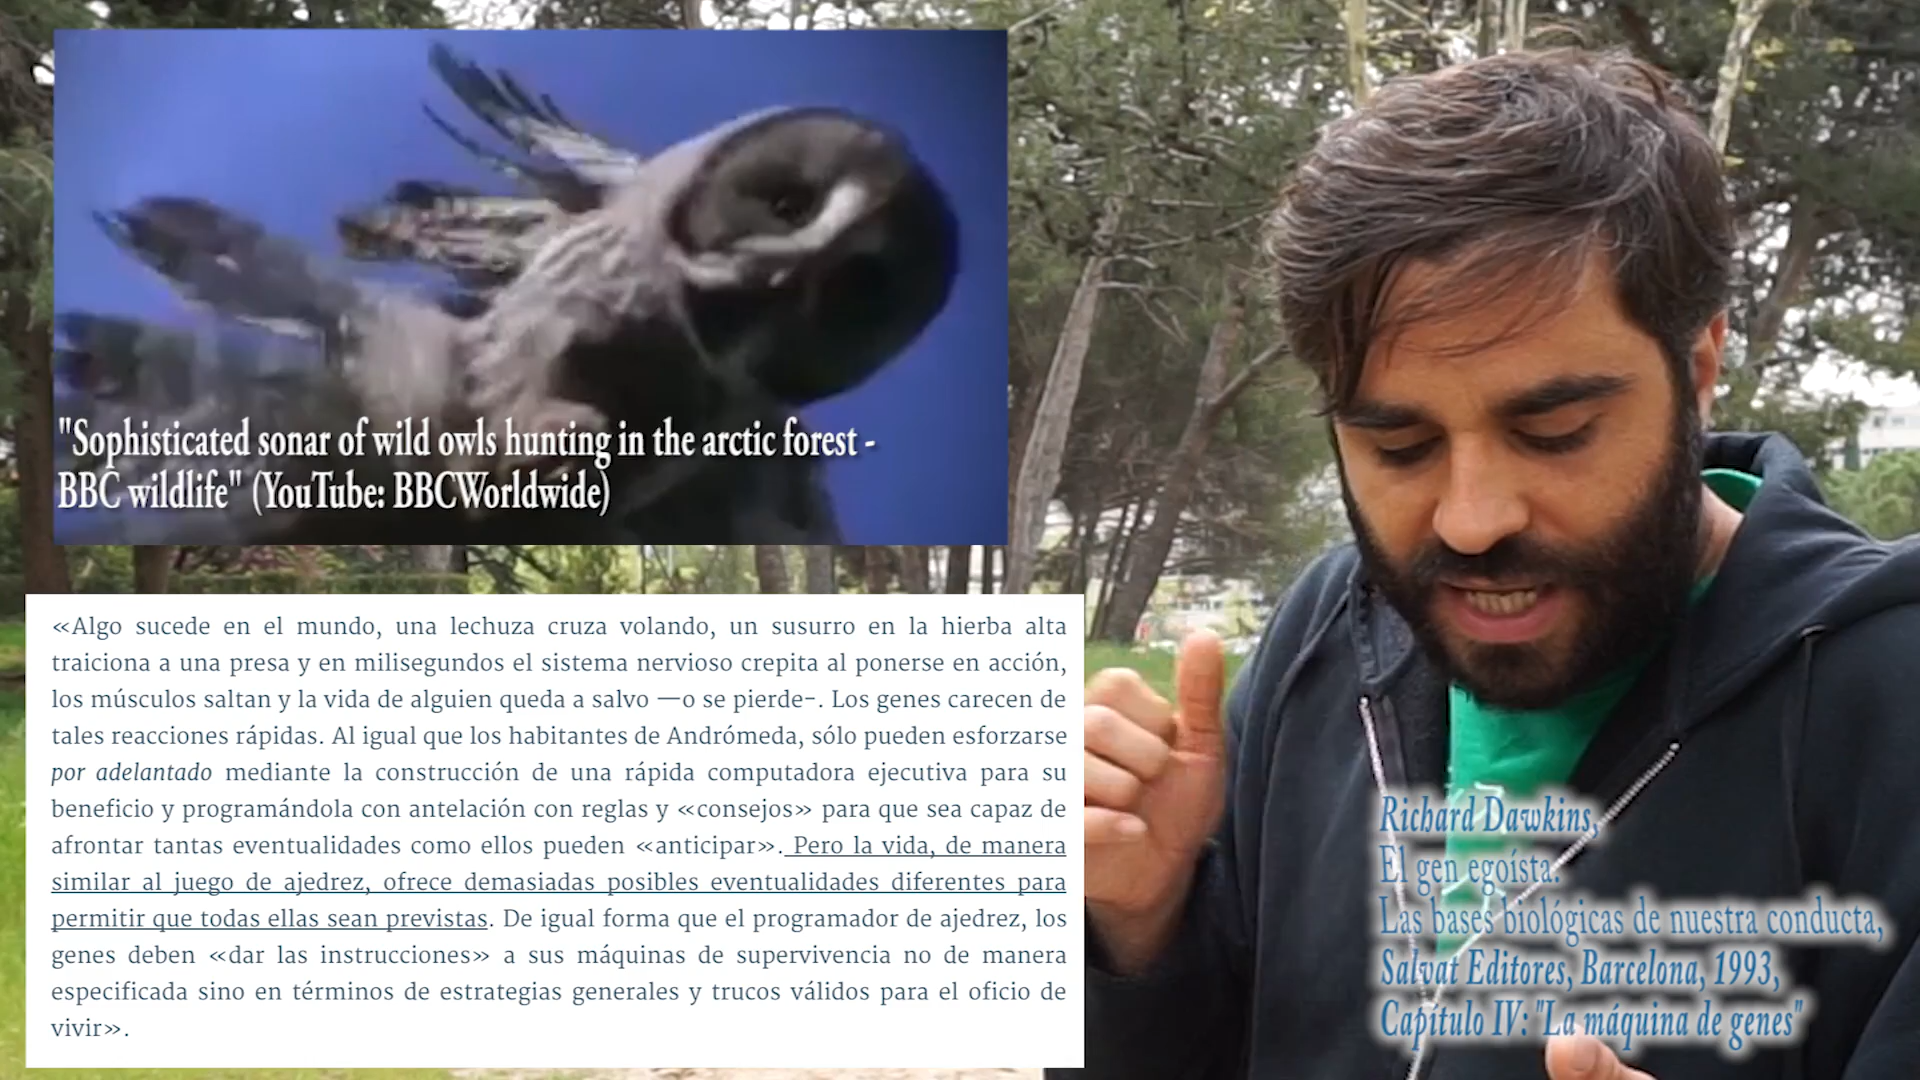 "Sophisticated sonar of wild owls hunting in the arctic forest -
BBC wildlife" (YouTube: BBCWorldwide)
«Algo sucede en el mundo, una lechuza cruza volando, un susurro en la hierba alta
traiciona a una presa y en milisegundos el sistema nervioso crepita al ponerse en acción,
los músculos saltan y la vida de alguien queda a salvo —o se pierde–. Los genes carecen de
tales reacciones rápidas. Al igual que los habitantes de Andrómeda, sólo pueden esforzarse
por adelantado mediante la construcción de una rápida computadora ejecutiva para su
beneficio y programándola con antelación con reglas y «consejos» para que sea capaz de
afrontar tantas eventualidades como ellos pueden «anticipar». Pero la vida, de manera
similar al juego de ajedrez, ofrece demasiadas posibles eventualidades diferentes para
permitir que todas ellas sean previstas. De igual forma que el programador de ajedrez, los
genes deben «dar las instrucciones» a sus máquinas de supervivencia no de manera
especificada sino en términos de estrategias generales y trucos válidos para el oficio de
vivir».
Richard Dawkins,
El gen egoísta.
Las bases biológicas de nuestra conducta,
Salvat Editores, Barcelona, 1993,
Capítulo IV: "La máquina de genes"